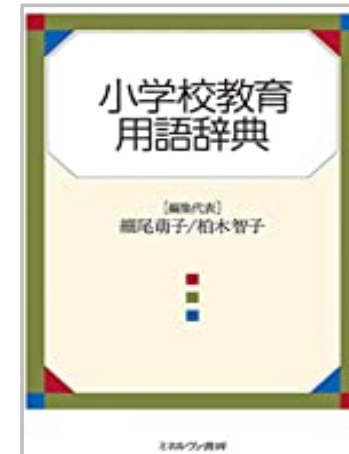 小学校教育
用語辞典
［編集代表］
細尾萌子/柏木智子
ミネルヴァ書房